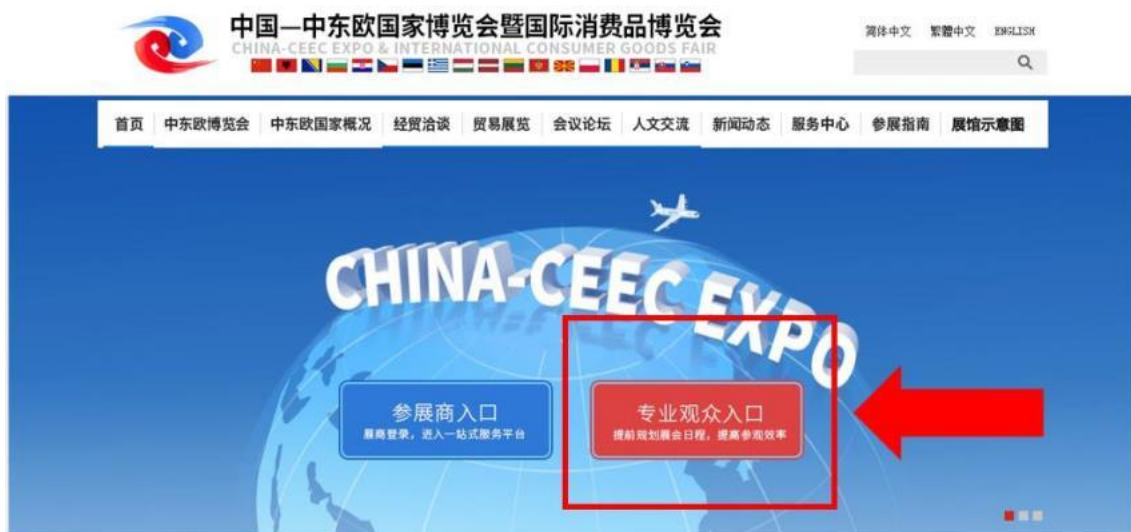 中国—中东欧国家博览会暨国际消费品博览会
CHINA-CEEC EXPO & INTERNATIONAL CONSUMER GOODS FAIR
简体中文 繁體中文 ENGLISH
首页 中东欧博览会 中东欧国家概况 经贸洽谈 贸易展览 会议论坛 人文交流 新闻动态 服务中心 参展指南 展馆示意图
CHINA-CEEC EXPO
参展商入口
展商登录，进入一站式服务平台
专业观众入口
提前规划展会日程，提高参观效率